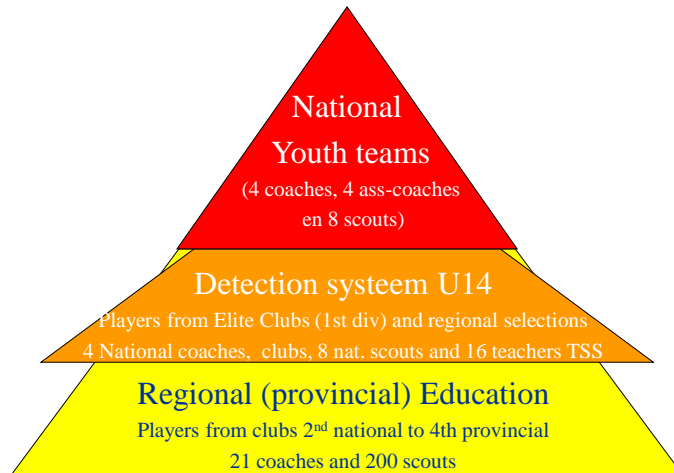 National
Youth teams
(4 coaches, 4 ass-coaches
en 8 scouts)
Detection systeem U14
Players from Elite Clubs (1st div) and regional selections
4 National coaches, clubs, 8 nat. scouts and 16 teachers TSS
Regional (provincial) Education
Players from clubs 2nd national to 4th provincial
21 coaches and 200 scouts